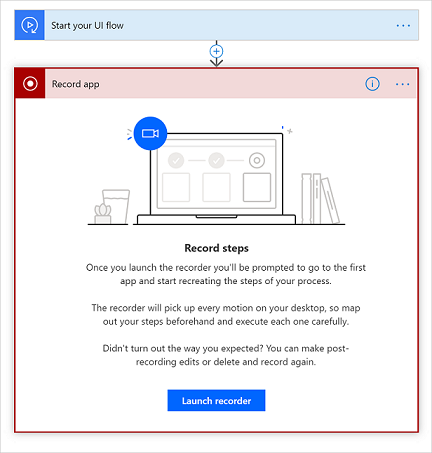 Start your UI flow
Record app
Record steps
Once you launch the recorder you'll be prompted to go to the first
app and start recreating the steps of your process.
The recorder will pick up every motion on your desktop, so map
out your steps beforehand and execute each one carefully.
Didn't turn out the way you expected? You can make post-
recording edits or delete and record again.
Launch recorder